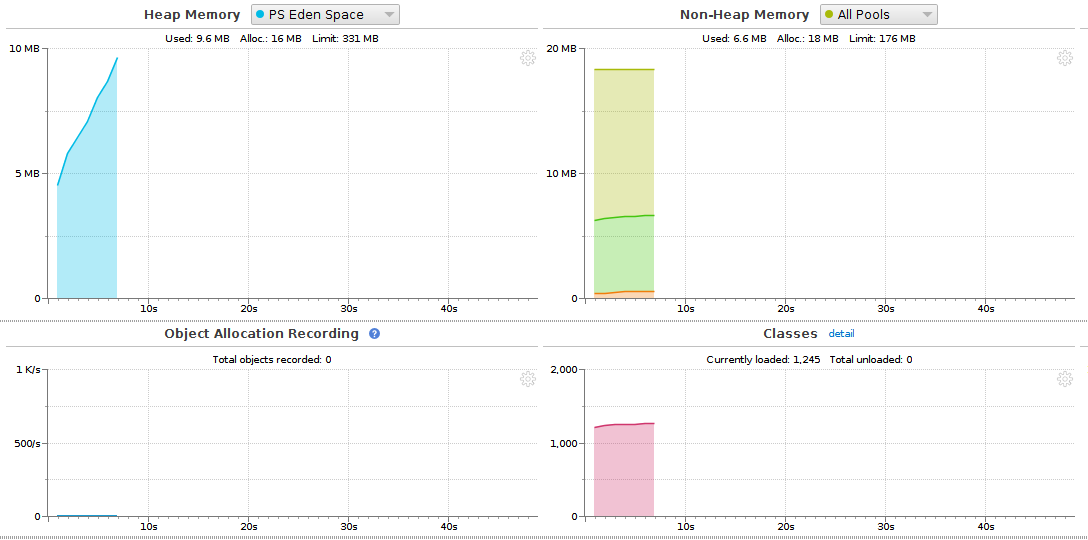 Heap Memory PS Eden Space
Used: 9.6 MB Alloc.: 16 MB Limit: 331 MB
10 MB
5 MB
0
10s 20s 30s 40s
Non-Heap Memory All Pools
Used: 6.6 MB Alloc.: 18 MB Limit: 176 MB
20 MB
10 MB
0
10s 20s 30s 40s
Object Allocation Recording ?
Total objects recorded: 0
1 K/s
500/s
0
10s 20s 30s 40s
Classes detail
Currently loaded: 1,245 Total unloaded: 0
2,000
1,000
0
10s 20s 30s 40s